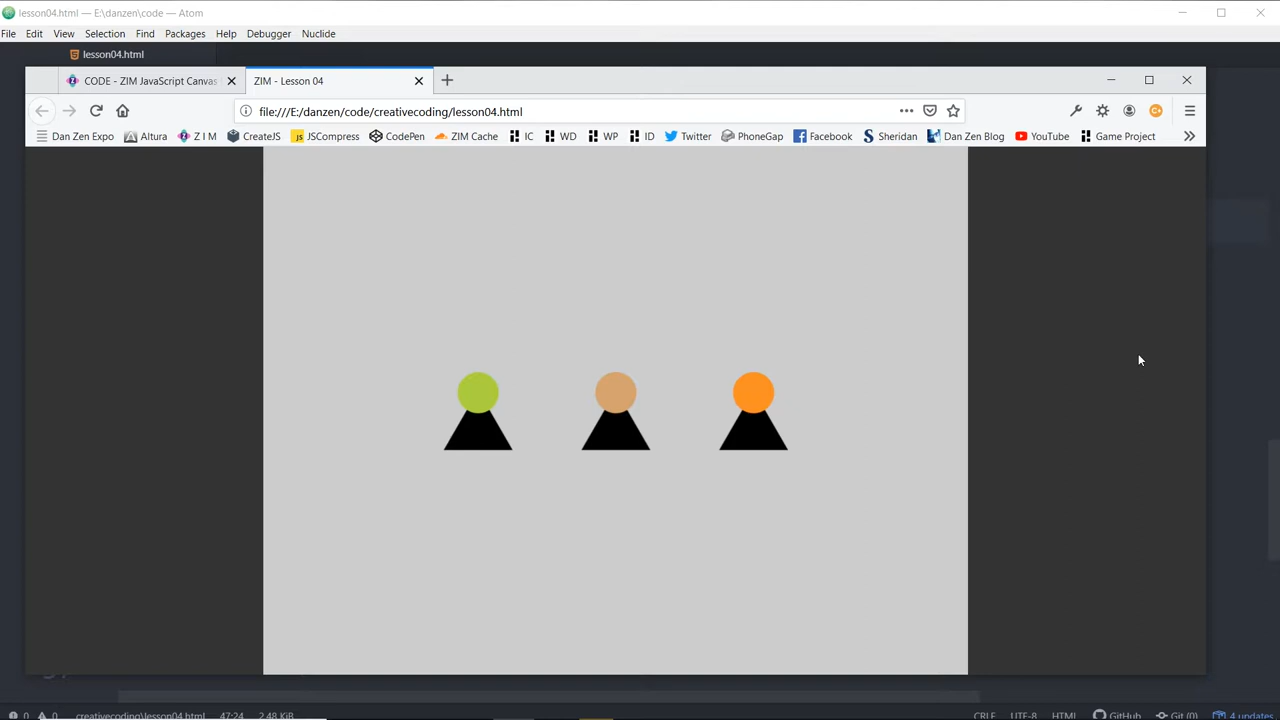 lesson04.html — E:\danzen\code — Atom
File Edit View Selection Find Packages Help Debugger Nuclide
lesson04.html
CODE - ZIM JavaScript Canvas
ZIM - Lesson 04
file:///E:/danzen/code/creativecoding/lesson04.html
Dan Zen Expo Altura Z I M CreateJS JSCompress CodePen ZIM Cache IC WD WP ID Twitter PhoneGap Facebook Sheridan Dan Zen Blog YouTube Game Project
0 0 creativecoding\lesson04.html 47:24 2.48 KiB CRLF UTF-8 HTML GitHub Git (0) 4 updates